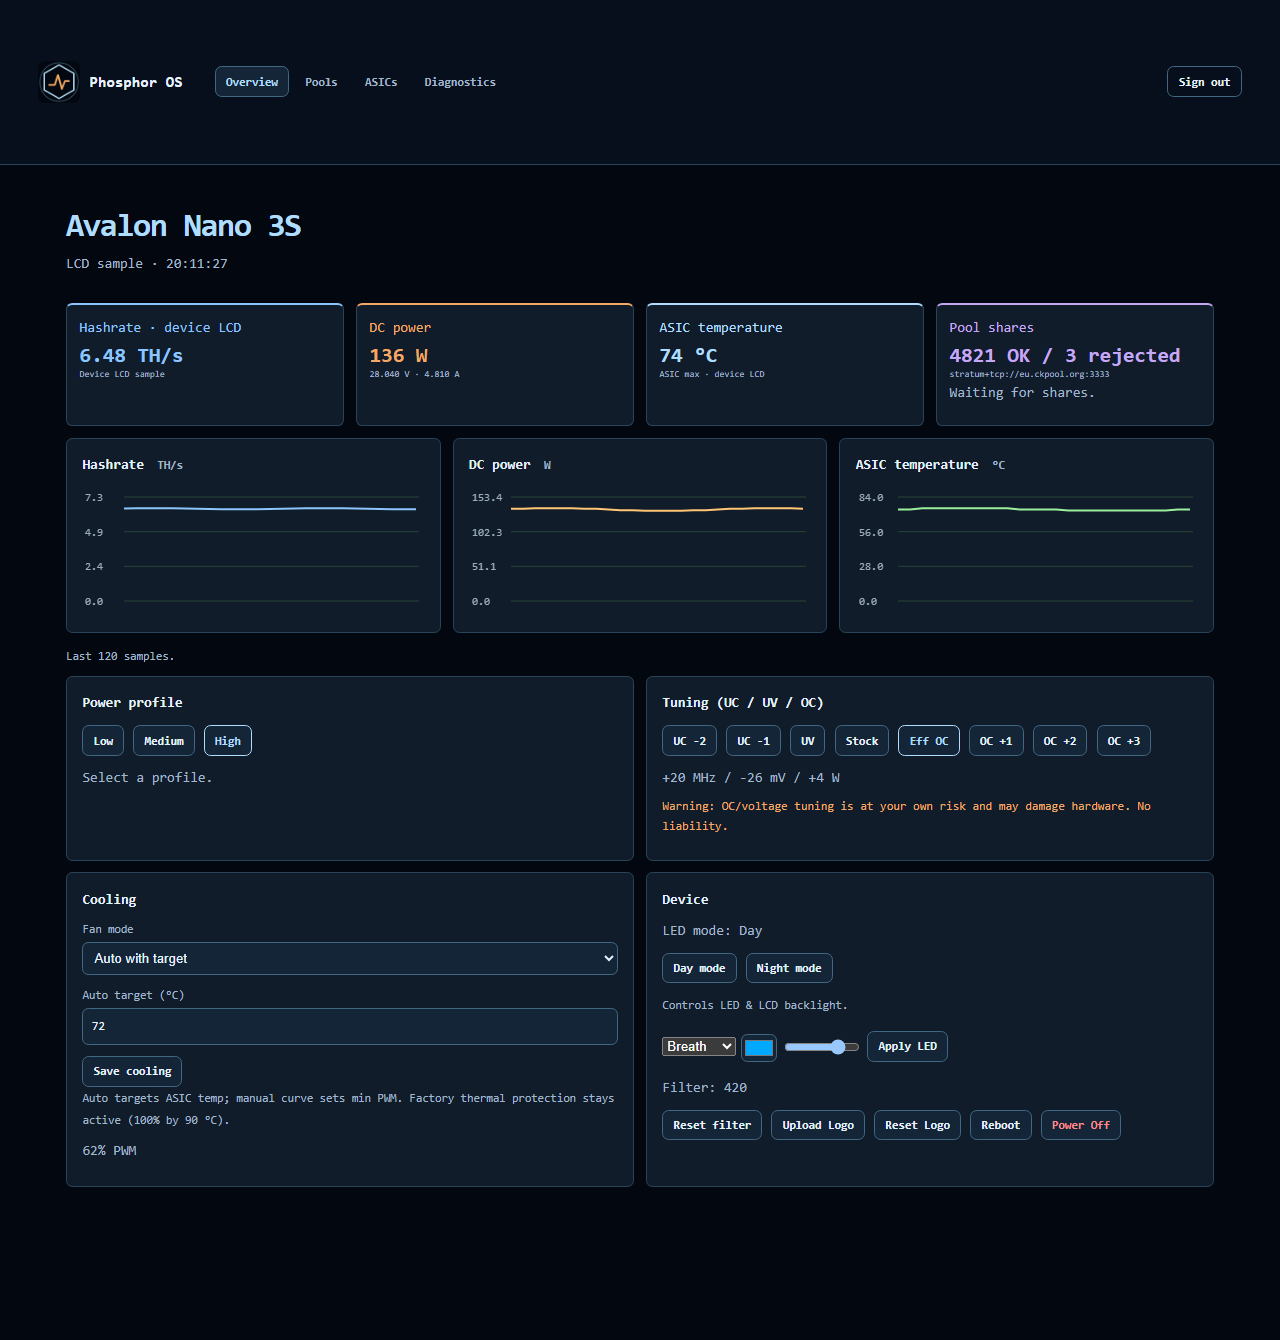 Phosphor OS
Overview
Pools
ASICs
Diagnostics
Sign out
Avalon Nano 3S
LCD sample · 20:11:27
Hashrate · device LCD
6.48 TH/s
Device LCD sample
DC power
136 W
28.040 V · 4.810 A
ASIC temperature
74 °C
ASIC max · device LCD
Pool shares
4821 OK / 3 rejected
stratum+tcp://eu.ckpool.org:3333
Waiting for shares.
Hashrate TH/s
7.3
4.9
2.4
0.0
DC power W
153.4
102.3
51.1
0.0
ASIC temperature °C
84.0
56.0
28.0
0.0
Last 120 samples.
Power profile
Low
Medium
High
Select a profile.
Tuning (UC / UV / OC)
UC -2
UC -1
UV
Stock
Eff OC
OC +1
OC +2
OC +3
+20 MHz / -26 mV / +4 W
Warning: OC/voltage tuning is at your own risk and may damage hardware. No
liability.
Cooling
Fan mode
Auto with target
Auto target (°C)
72
Save cooling
Auto targets ASIC temp; manual curve sets min PWM. Factory thermal protection stays
active (100% by 90 °C).
62% PWM
Device
LED mode: Day
Day mode
Night mode
Controls LED & LCD backlight.
Breath
Apply LED
Filter: 420
Reset filter
Upload Logo
Reset Logo
Reboot
Power Off